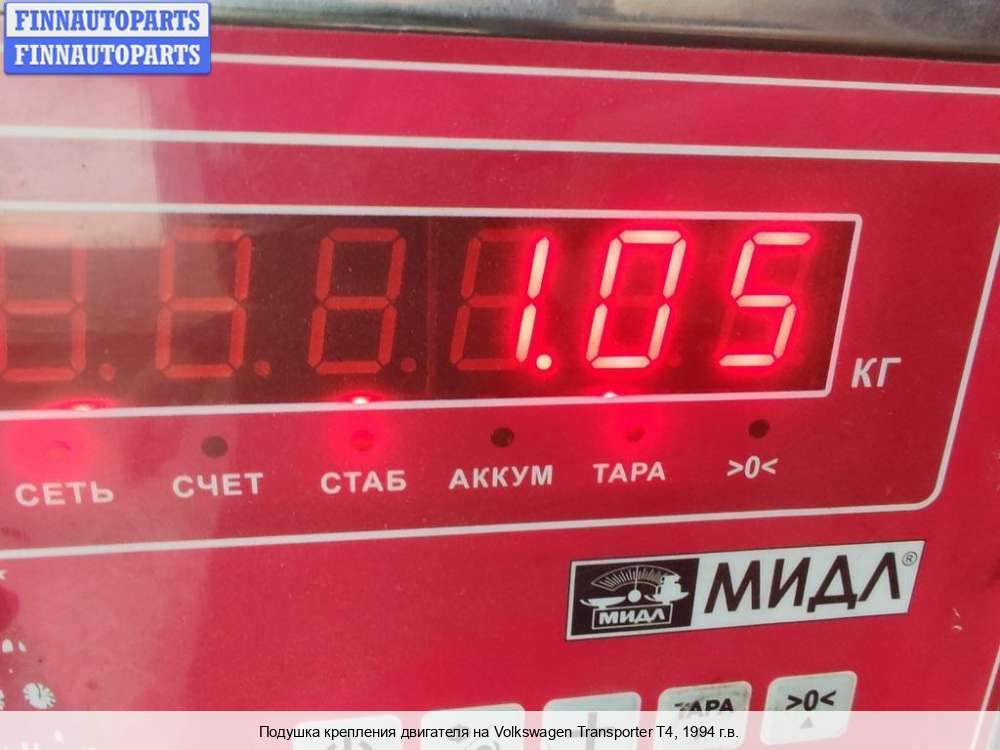 FINNAUTOPARTS
FINNAUTOPARTS
1.05
КГ
СЕТЬ СЧЕТ СТАБ АККУМ ТАРА >0<
МИДЛ МИДЛ®
ТАРА >0<
Подушка крепления двигателя на Volkswagen Transporter T4, 1994 г.в.